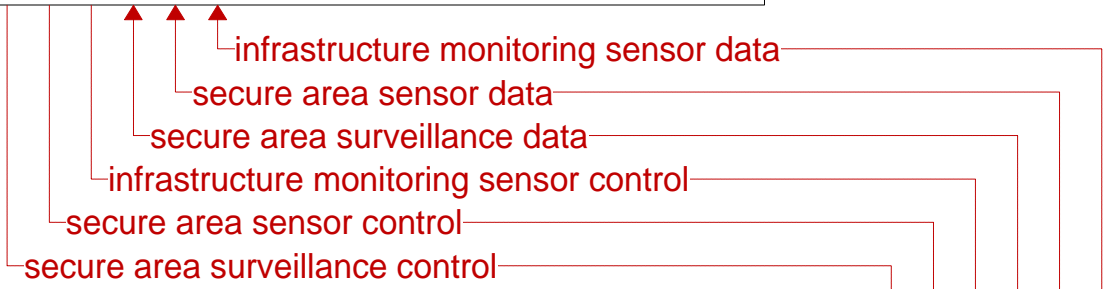 infrastructure monitoring sensor data
secure area sensor data
secure area surveillance data
infrastructure monitoring sensor control
secure area sensor control
secure area surveillance control